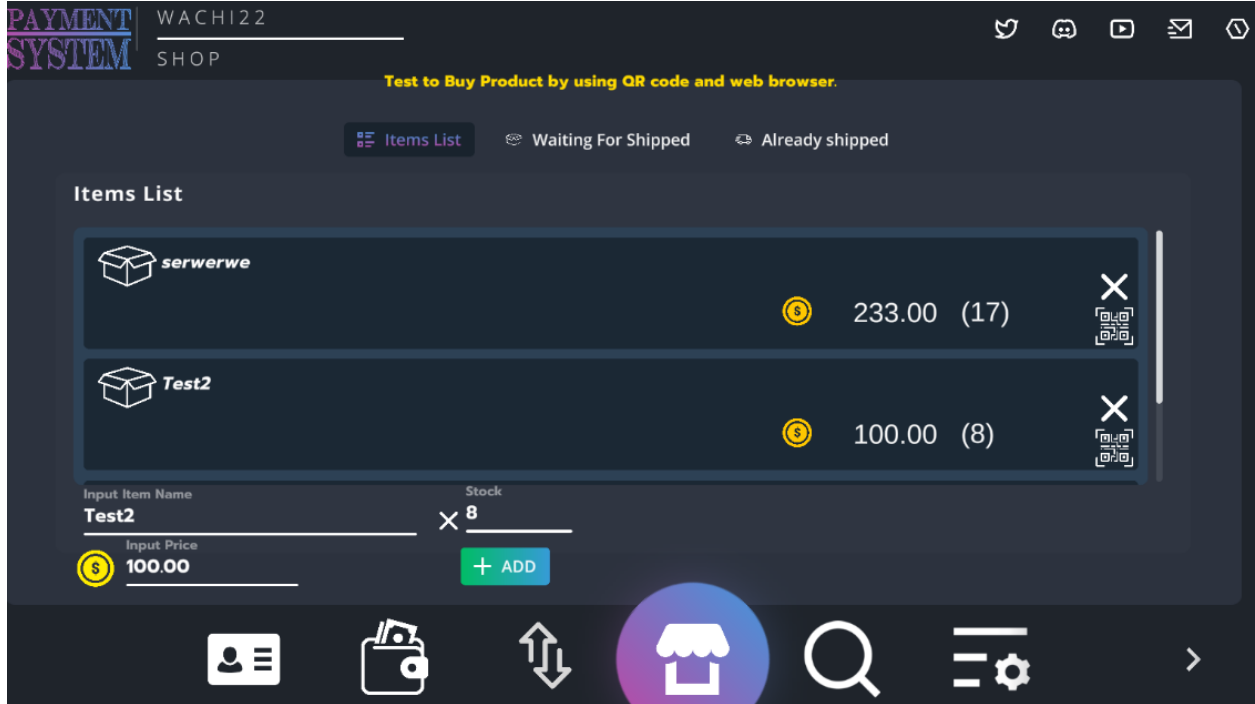 PAYMENT
SYSTEM
WACHI22
SHOP
Test to Buy Product by using QR code and web browser.
Items List
Waiting For Shipped
Already shipped
Items List
serwerwe
233.00 (17)
Test2
100.00 (8)
Input Item Name
Test2
Stock
8
Input Price
100.00
ADD